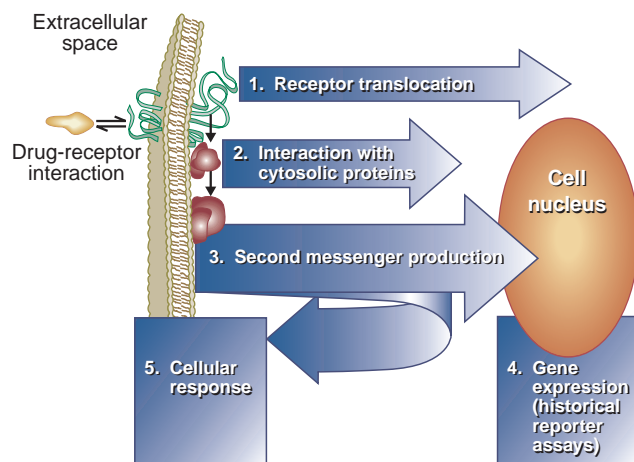 Extracellular
space
1. Receptor translocation
Drug-receptor
interaction
2. Interaction with
cytosolic proteins
Cell
nucleus
3. Second messenger production
5. Cellular
response
4. Gene
expression
(historical
reporter
assays)